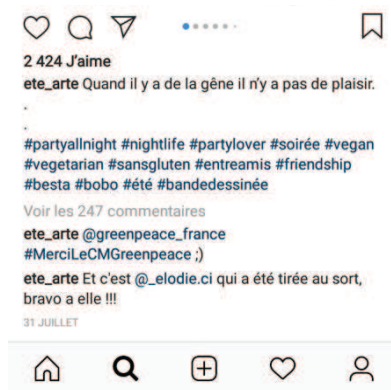 2 424 J'aime
ete_arte Quand il y a de la gêne il n'y a pas de plaisir.
.
.
#partyallnight #nightlife #partylover #soirée #vegan
#vegetarian #sansgluten #entreamis #friendship
#besta #bobo #été #bandedessinée
Voir les 247 commentaires
ete_arte @greenpeace_france
#MerciLeCMGreenpeace ;)
ete_arte Et c'est @_elodie.ci qui a été tirée au sort,
bravo a elle !!!
31 JUILLET